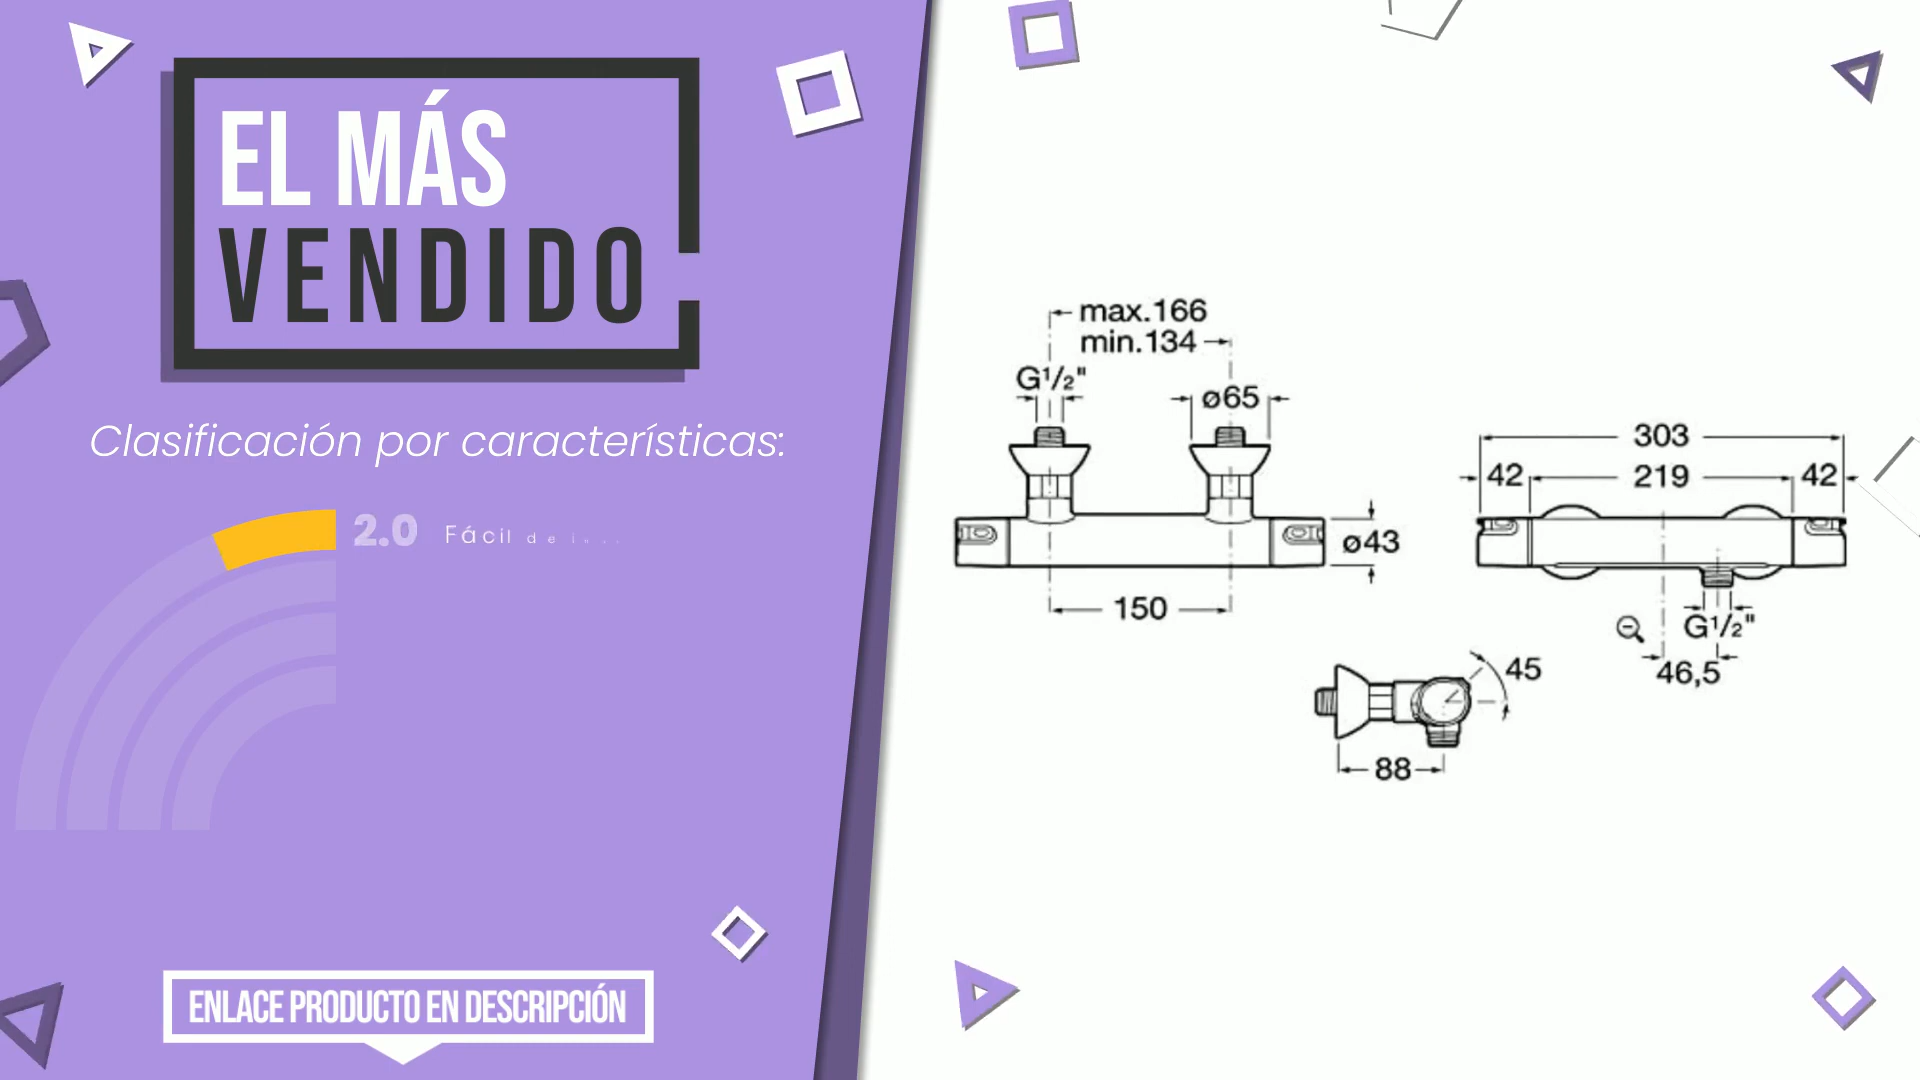 EL MÁS
VENDIDO
Clasificación por características:
2.0 Fácil de
ENLACE PRODUCTO EN DESCRIPCIÓN
max.166
min.134
G1/2"
ø65
ø43
150
303
42 219 42
G1/2"
46,5
45
88